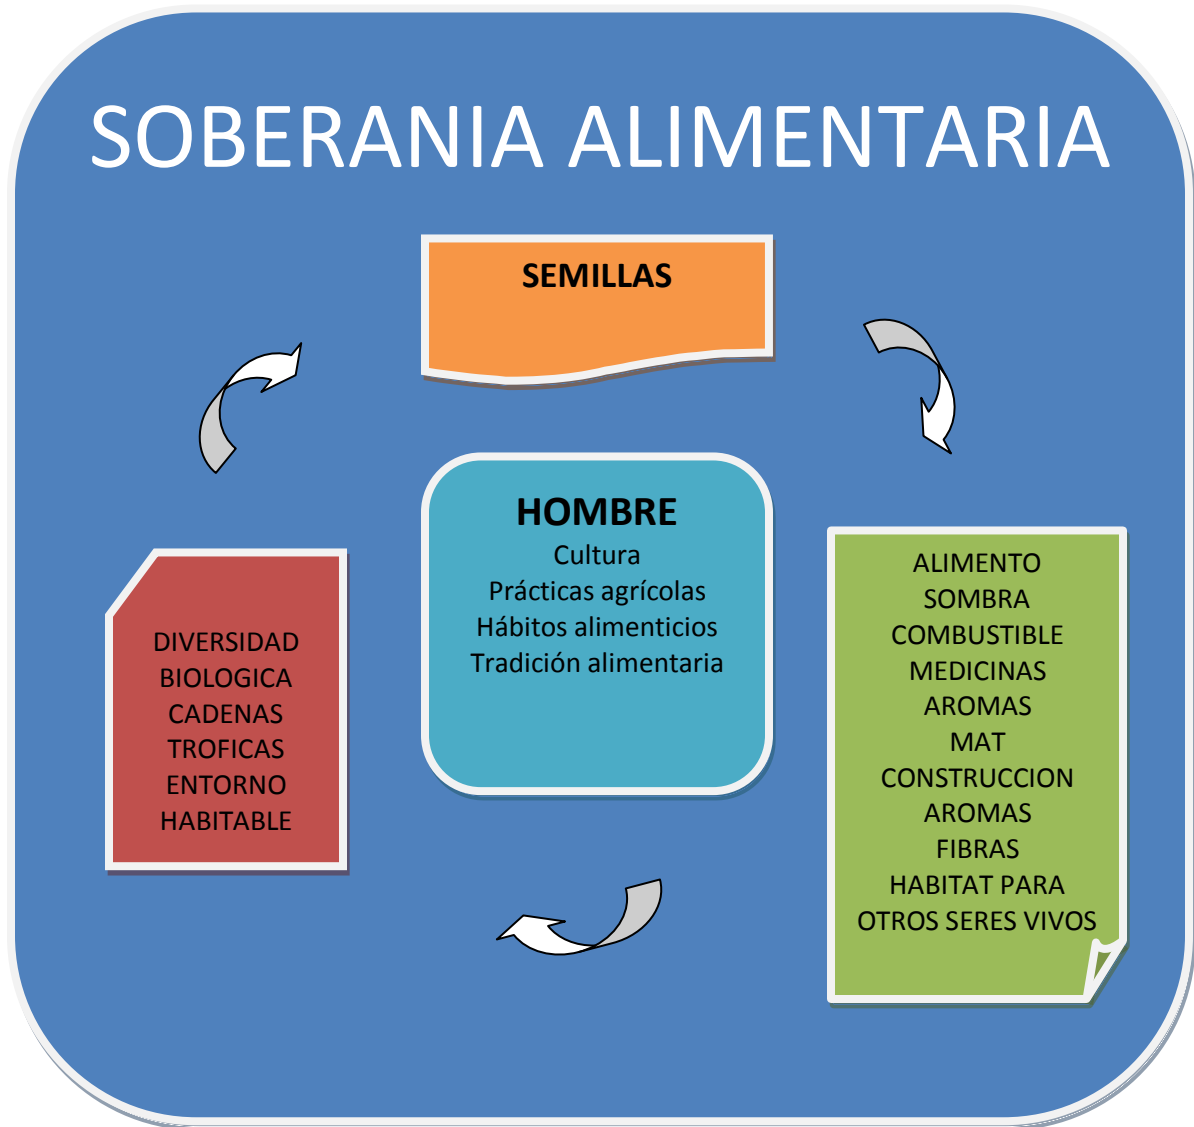 SOBERANIA ALIMENTARIA
SEMILLAS
HOMBRE
Cultura
Prácticas agrícolas
Hábitos alimenticios
Tradición alimentaria
DIVERSIDAD
BIOLOGICA
CADENAS
TROFICAS
ENTORNO
HABITABLE
ALIMENTO
SOMBRA
COMBUSTIBLE
MEDICINAS
AROMAS
MAT
CONSTRUCCION
AROMAS
FIBRAS
HABITAT PARA
OTROS SERES VIVOS